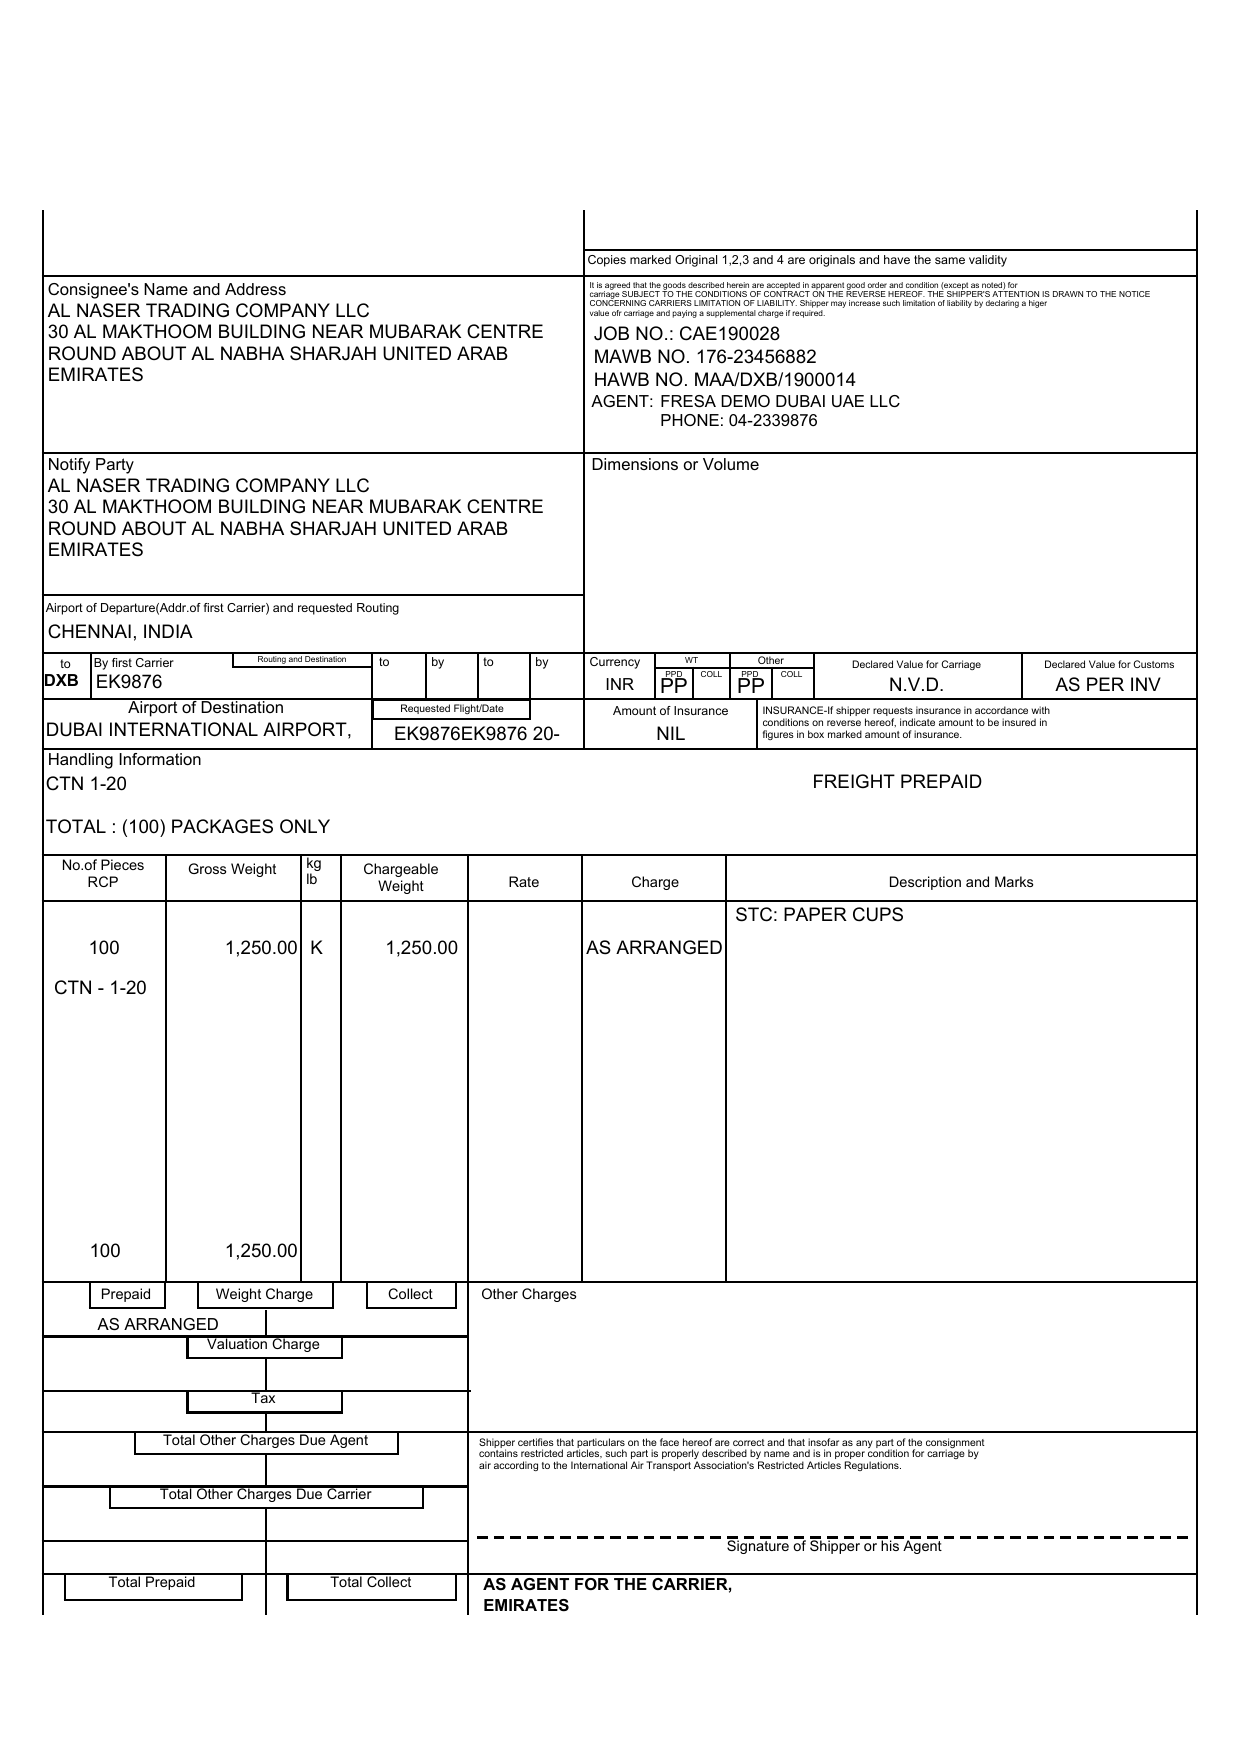 Copies marked Original 1,2,3 and 4 are originals and have the same validity
Consignee's Name and Address
AL NASER TRADING COMPANY LLC
30 AL MAKTHOOM BUILDING NEAR MUBARAK CENTRE
ROUND ABOUT AL NABHA SHARJAH UNITED ARAB
EMIRATES
It is agreed that the goods described herein are accepted in apparent good order and condition (except as noted) for
carriage SUBJECT TO THE CONDITIONS OF CONTRACT ON THE REVERSE HEREOF. THE SHIPPER'S ATTENTION IS DRAWN TO THE NOTICE
CONCERNING CARRIERS LIMITATION OF LIABILITY. Shipper may increase such limitation of liability by declaring a higer
value ofr carriage and paying a supplemental charge if required.
JOB NO.: CAE190028
MAWB NO. 176-23456882
HAWB NO. MAA/DXB/1900014
AGENT: FRESA DEMO DUBAI UAE LLC
PHONE: 04-2339876
Notify Party
AL NASER TRADING COMPANY LLC
30 AL MAKTHOOM BUILDING NEAR MUBARAK CENTRE
ROUND ABOUT AL NABHA SHARJAH UNITED ARAB
EMIRATES
Dimensions or Volume
Airport of Departure(Addr.of first Carrier) and requested Routing
CHENNAI, INDIA
to
DXB
By first Carrier
EK9876
Routing and Destination
to
by
to
by
Currency
INR
WT
PPD
COLL
PP
Other
PPD
COLL
PP
Declared Value for Carriage
N.V.D.
Declared Value for Customs
AS PER INV
Airport of Destination
DUBAI INTERNATIONAL AIRPORT,
Requested Flight/Date
EK9876EK9876 20-
Amount of Insurance
NIL
INSURANCE-If shipper requests insurance in accordance with
conditions on reverse hereof, indicate amount to be insured in
figures in box marked amount of insurance.
Handling Information
CTN 1-20
FREIGHT PREPAID
TOTAL : (100) PACKAGES ONLY
No.of Pieces
RCP
Gross Weight
kg
lb
Chargeable
Weight
Rate
Charge
Description and Marks
STC: PAPER CUPS
100 1,250.00 K 1,250.00 AS ARRANGED
CTN - 1-20
100 1,250.00
Prepaid
Weight Charge
Collect
Other Charges
AS ARRANGED
Valuation Charge
Tax
Total Other Charges Due Agent
Shipper certifies that particulars on the face hereof are correct and that insofar as any part of the consignment
contains restricted articles, such part is properly described by name and is in proper condition for carriage by
air according to the International Air Transport Association's Restricted Articles Regulations.
Total Other Charges Due Carrier
Signature of Shipper or his Agent
Total Prepaid
Total Collect
AS AGENT FOR THE CARRIER,
EMIRATES